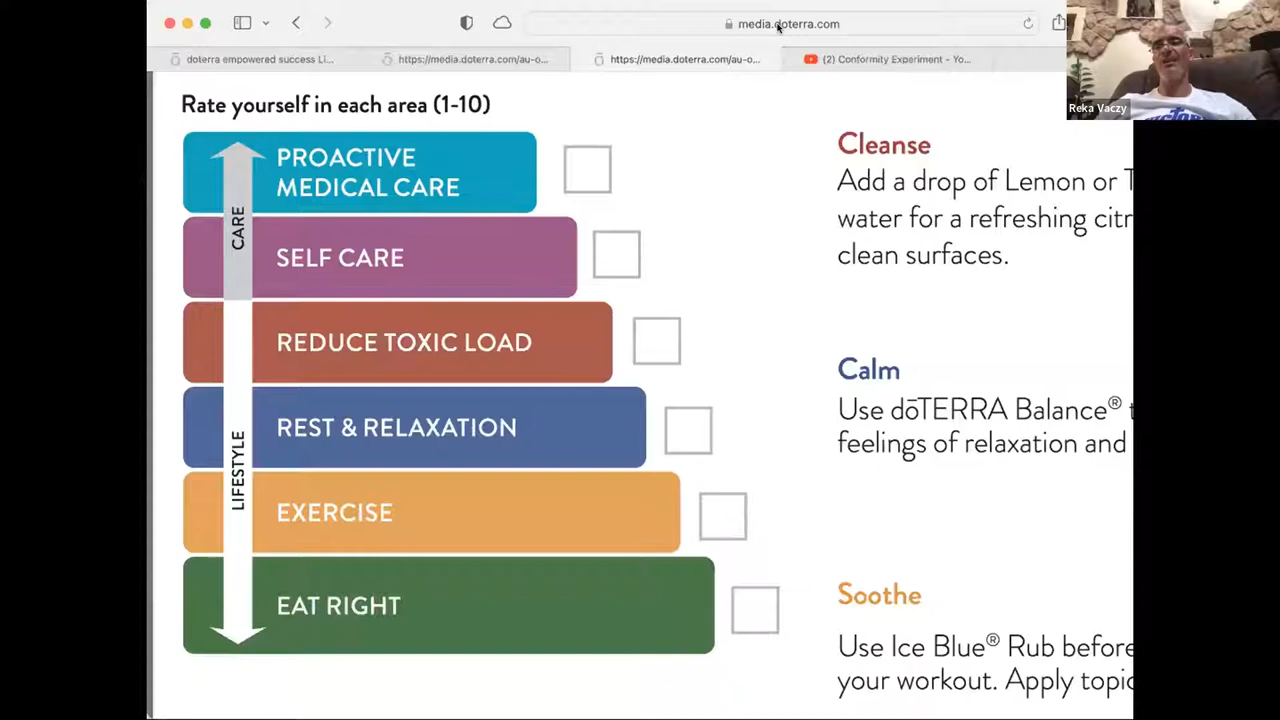 media.doterra.com
doterra empowered success Li...
https://media.doterra.com/au-o...
https://media.doterra.com/au-o...
(2) Conformity Experiment - Yo...
Reka Vaczy
Rate yourself in each area (1-10)
PROACTIVE
MEDICAL CARE
SELF CARE
REDUCE TOXIC LOAD
REST & RELAXATION
EXERCISE
EAT RIGHT
CARE
LIFESTYLE
Cleanse
Add a drop of Lemon or
water for a refreshing
clean surfaces.
Calm
Use dōTERRA Balance®
feelings of relaxation and
Soothe
Use Ice Blue® Rub before
your workout. Apply